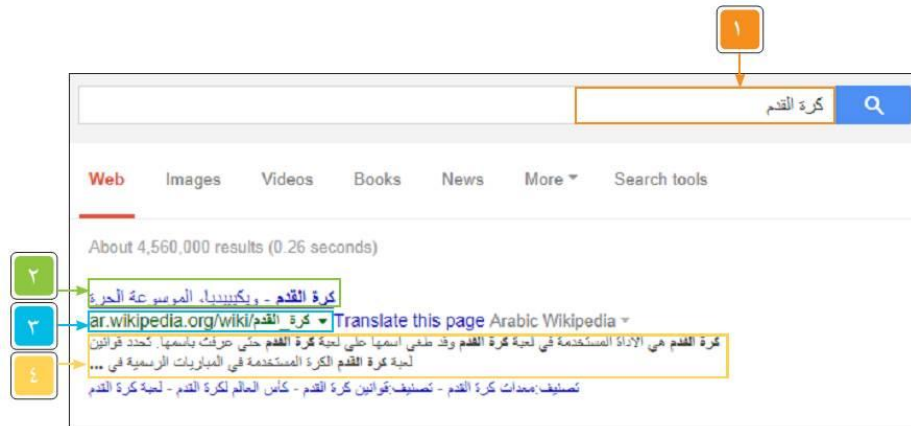 ١
كرة القدم
Web Images Videos Books News More Search tools
About 4,560,000 results (0.26 seconds)
٢
كرة القدم - ويكيبيديا، الموسوعة الحرة
٣
ar.wikipedia.org/wiki/كرة_القدم Translate this page Arabic Wikipedia
٤
كرة القدم هي الاداة المستخدمة في لعبة كرة القدم وقد طغى اسمها على لعبة كرة القدم حتى عرفت باسمها. تحدد قوانين
لعبة كرة القدم الكرة المستخدمة في المباريات الرسمية في ...
تصنيف:معدات كرة القدم - تصنيف:قوانين كرة القدم - كأس العالم لكرة القدم - لعبة كرة القدم